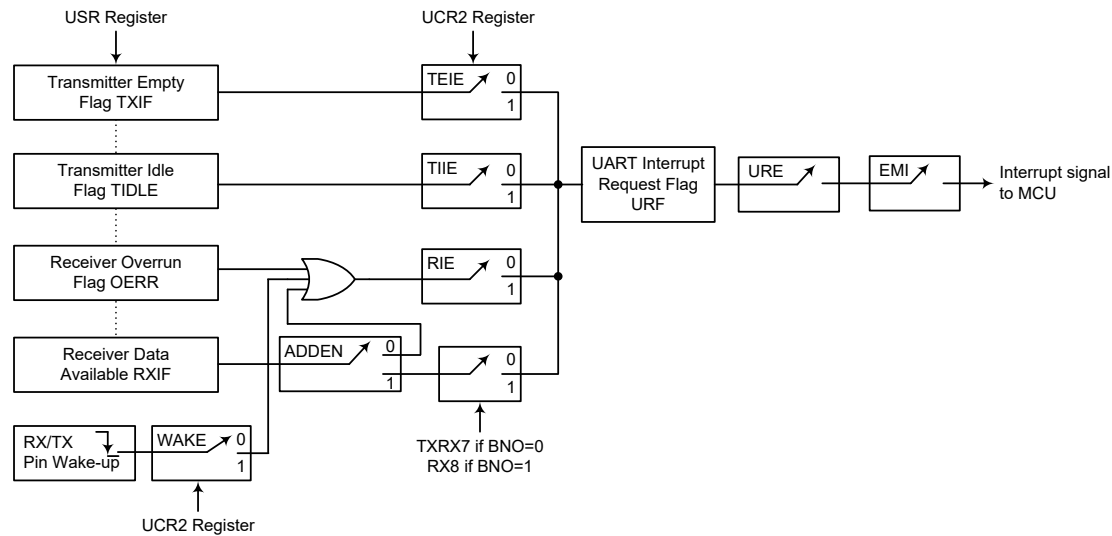 USR Register
UCR2 Register
Transmitter Empty
Flag TXIF
TEIE
0
1
Transmitter Idle
Flag TIDLE
TIIE
0
1
UART Interrupt
Request Flag
URF
URE
EMI
Interrupt signal
to MCU
Receiver Overrun
Flag OERR
RIE
0
1
Receiver Data
Available RXIF
ADDEN
0
1
0
1
RX/TX
Pin Wake-up
WAKE
0
1
TXRX7 if BNO=0
RX8 if BNO=1
UCR2 Register